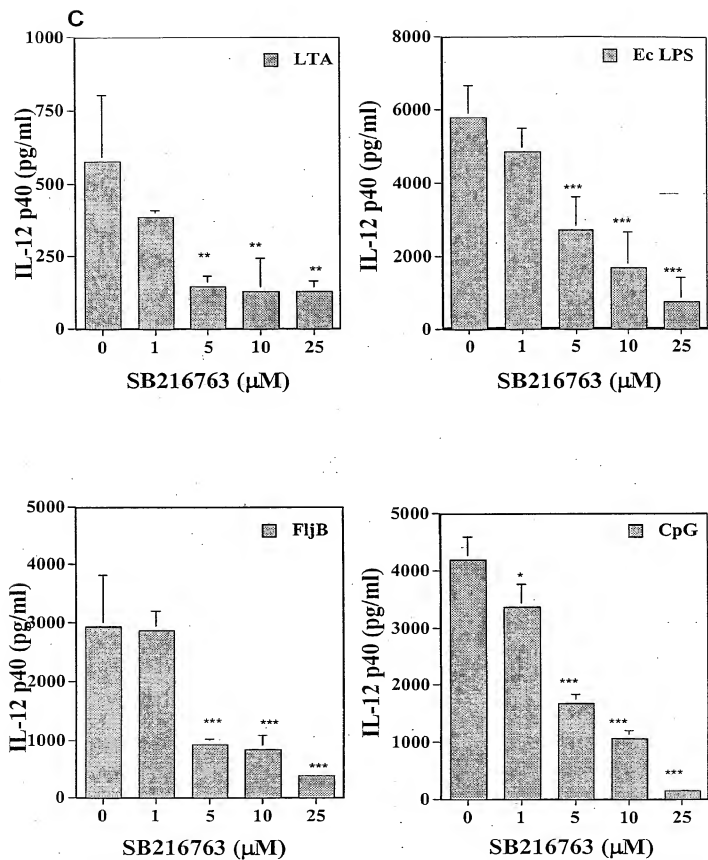 C
1000
750
500
250
0
IL-12 p40 (pg/ml)
LTA
**
**
**
0 1 5 10 25
SB216763 (μM)
8000
6000
4000
2000
0
IL-12 p40 (pg/ml)
Ec LPS
***
***
***
0 1 5 10 25
SB216763 (μM)
5000
4000
3000
2000
1000
0
IL-12 p40 (pg/ml)
FljB
***
***
***
0 1 5 10 25
SB216763 (μM)
5000
4000
3000
2000
1000
0
IL-12 p40 (pg/ml)
CpG
*
***
***
***
0 1 5 10 25
SB216763 (μM)